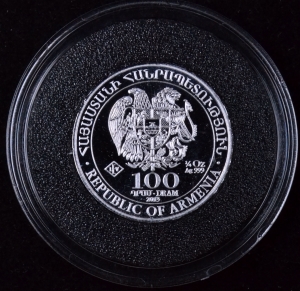 ՀԱՅԱՍՏԱՆԻ ՀԱՆՐԱՊԵՏՈՒԹՅՈՒՆ
¼ Oz
Ag 999
100
ԴՐԱՄ-DRAM
REPUBLIC OF ARMENIA